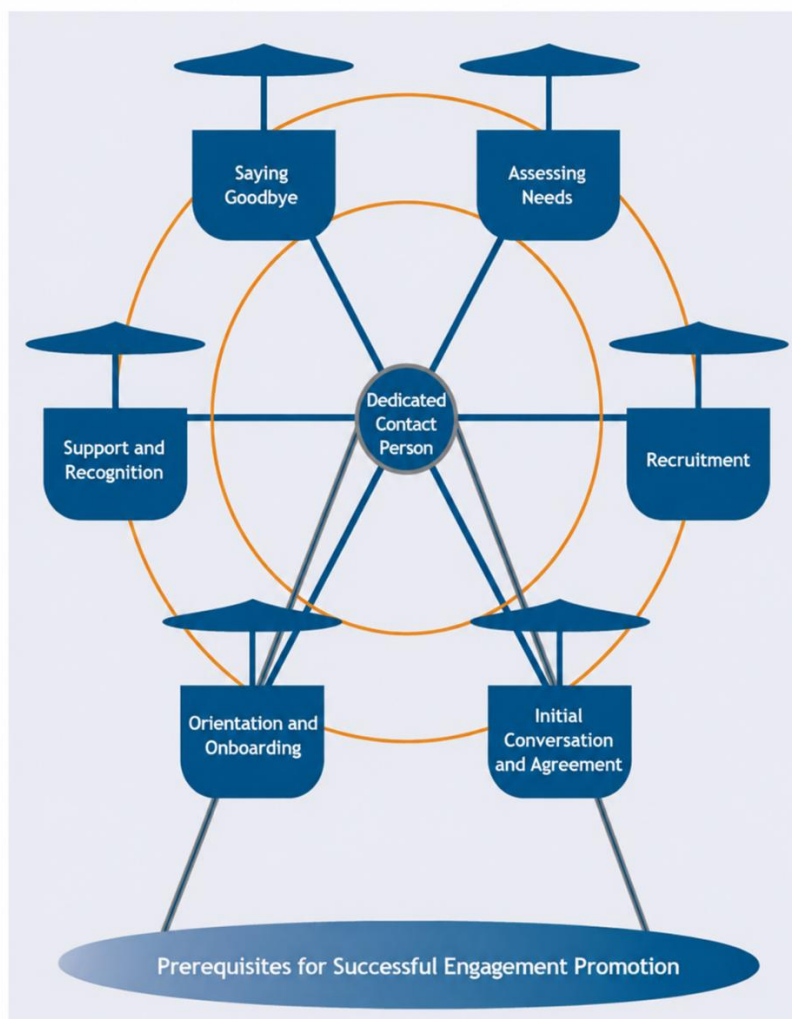 Saying
Goodbye
Assessing
Needs
Dedicated
Contact
Person
Support and
Recognition
Recruitment
Orientation and
Onboarding
Initial
Conversation
and Agreement
Prerequisites for Successful Engagement Promotion